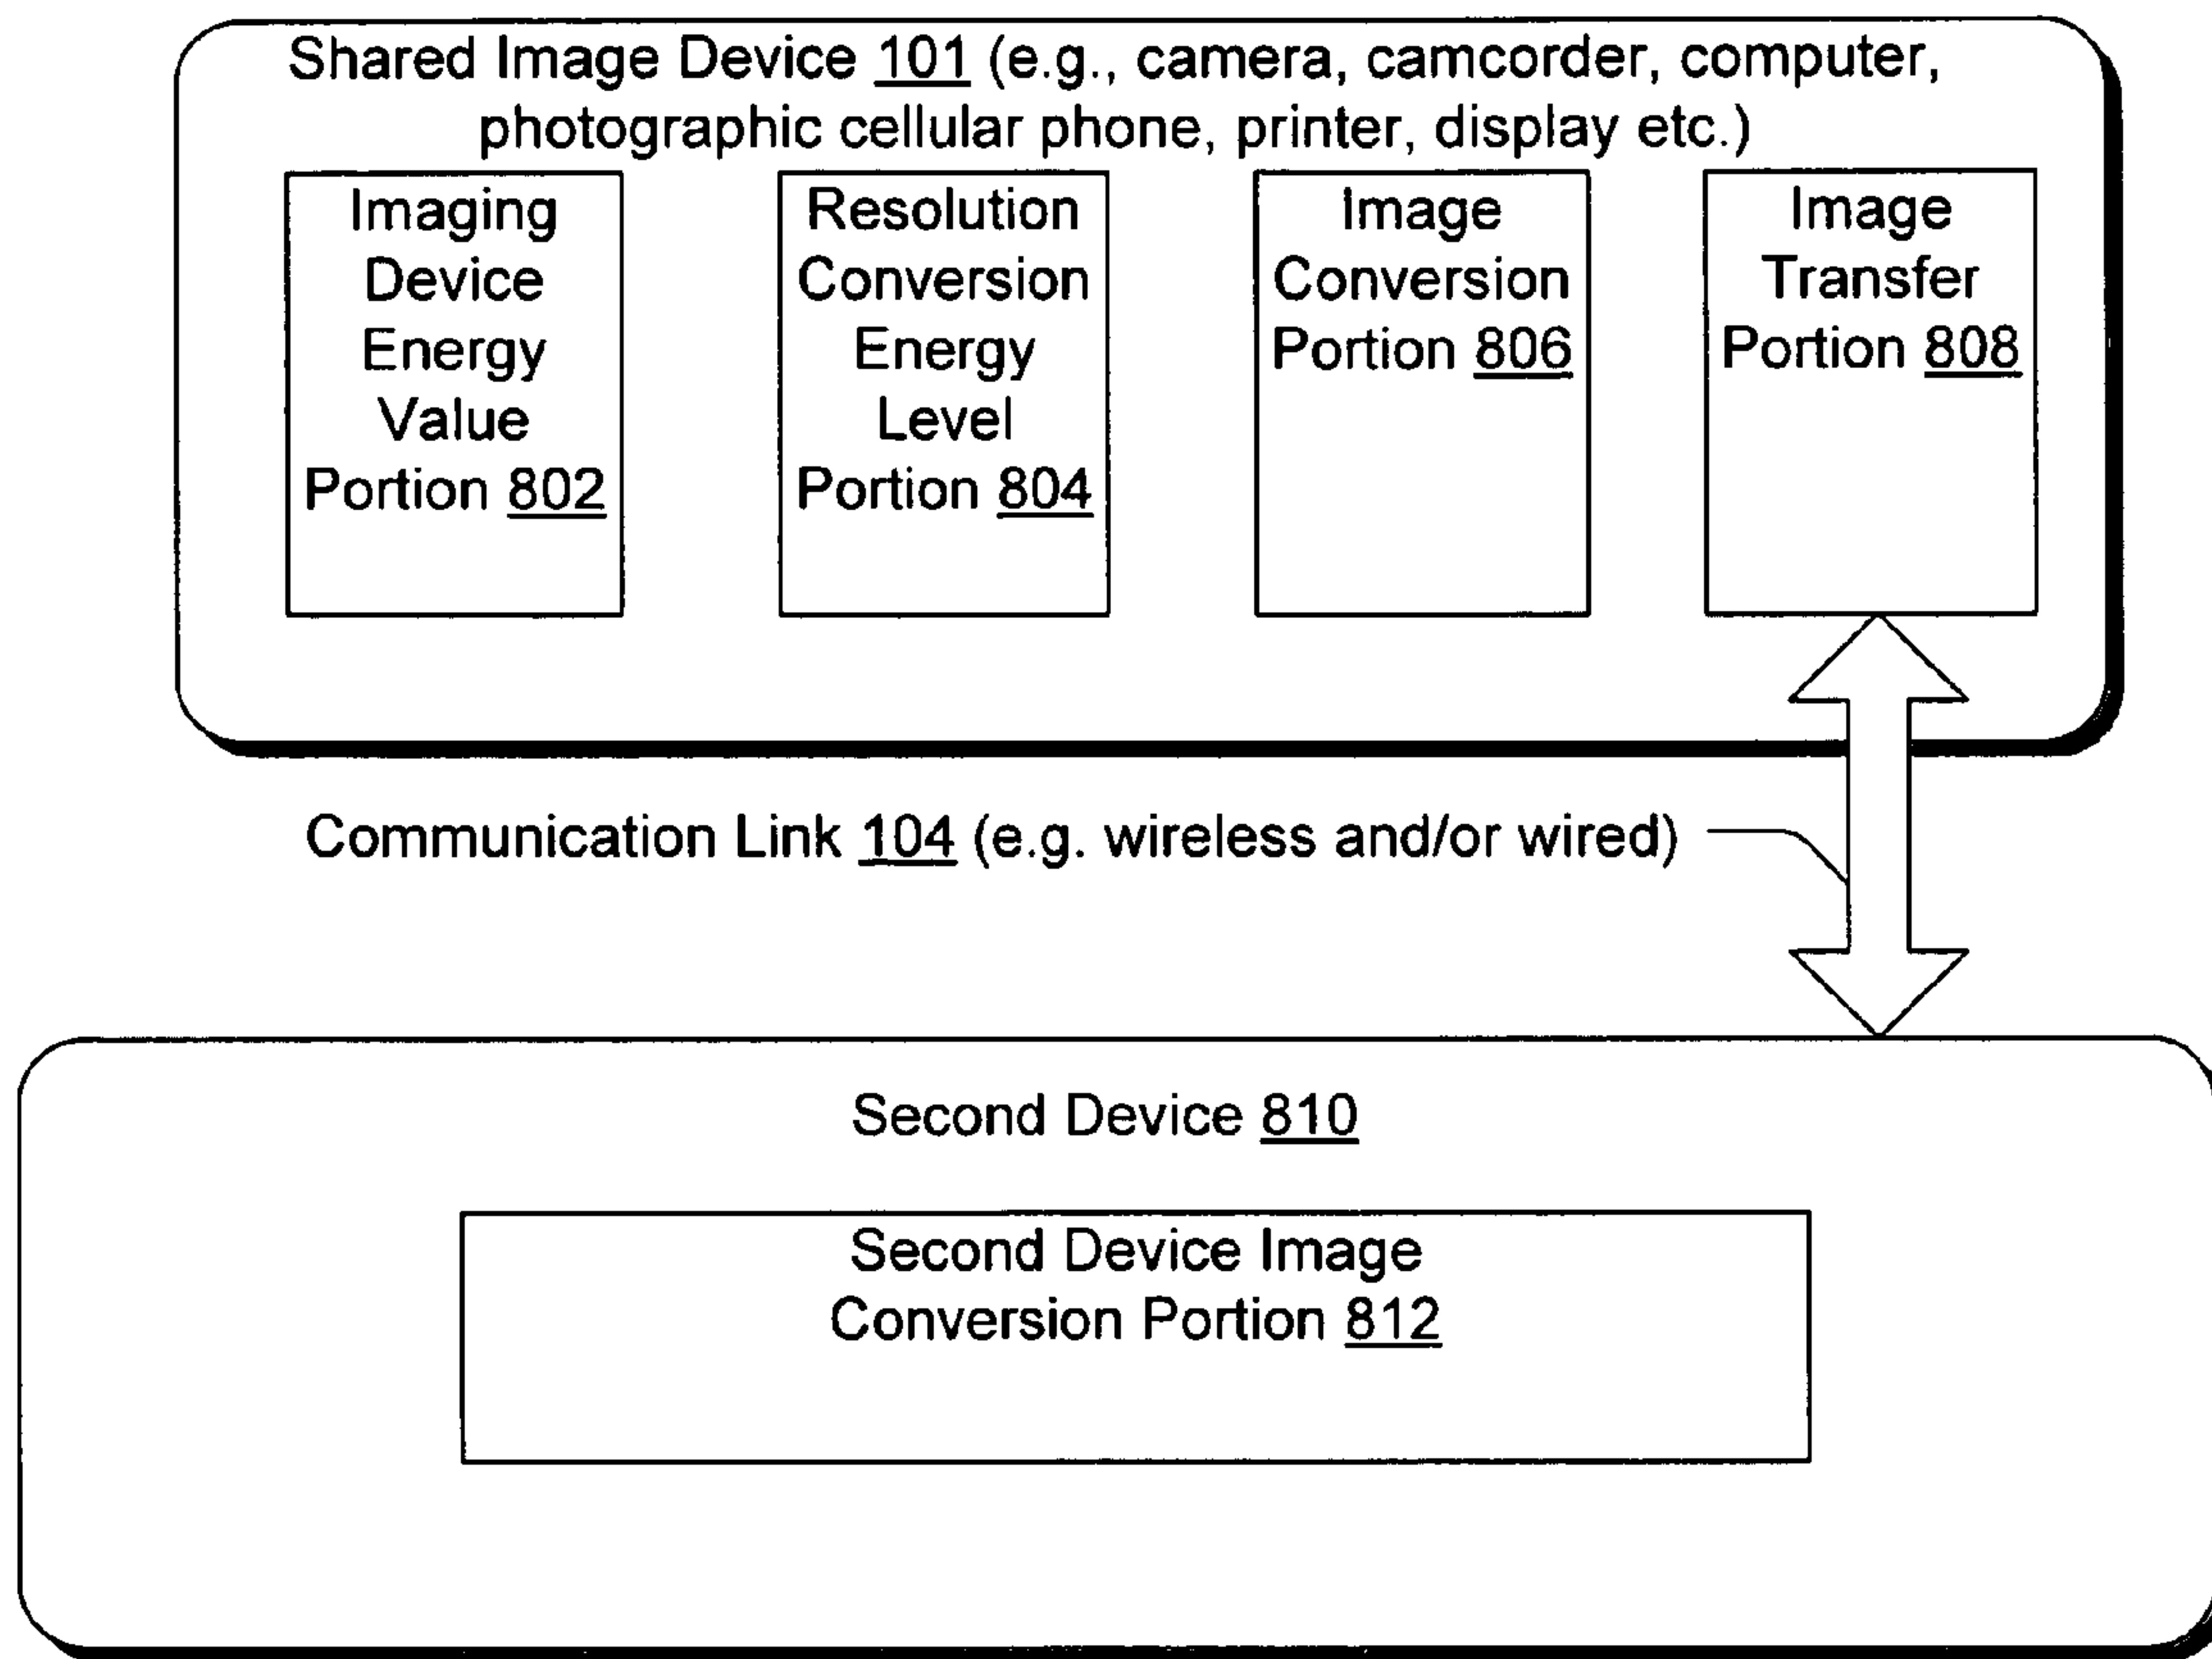 Shared Image Device 101 (e.g., camera, camcorder, computer,
photographic cellular phone, printer, display etc.)
Imaging
Device
Energy
Value
Portion 802
Resolution
Conversion
Energy
Level
Portion 804
Image
Conversion
Portion 806
Image
Transfer
Portion 808
Communication Link 104 (e.g. wireless and/or wired)
Second Device 810
Second Device Image
Conversion Portion 812